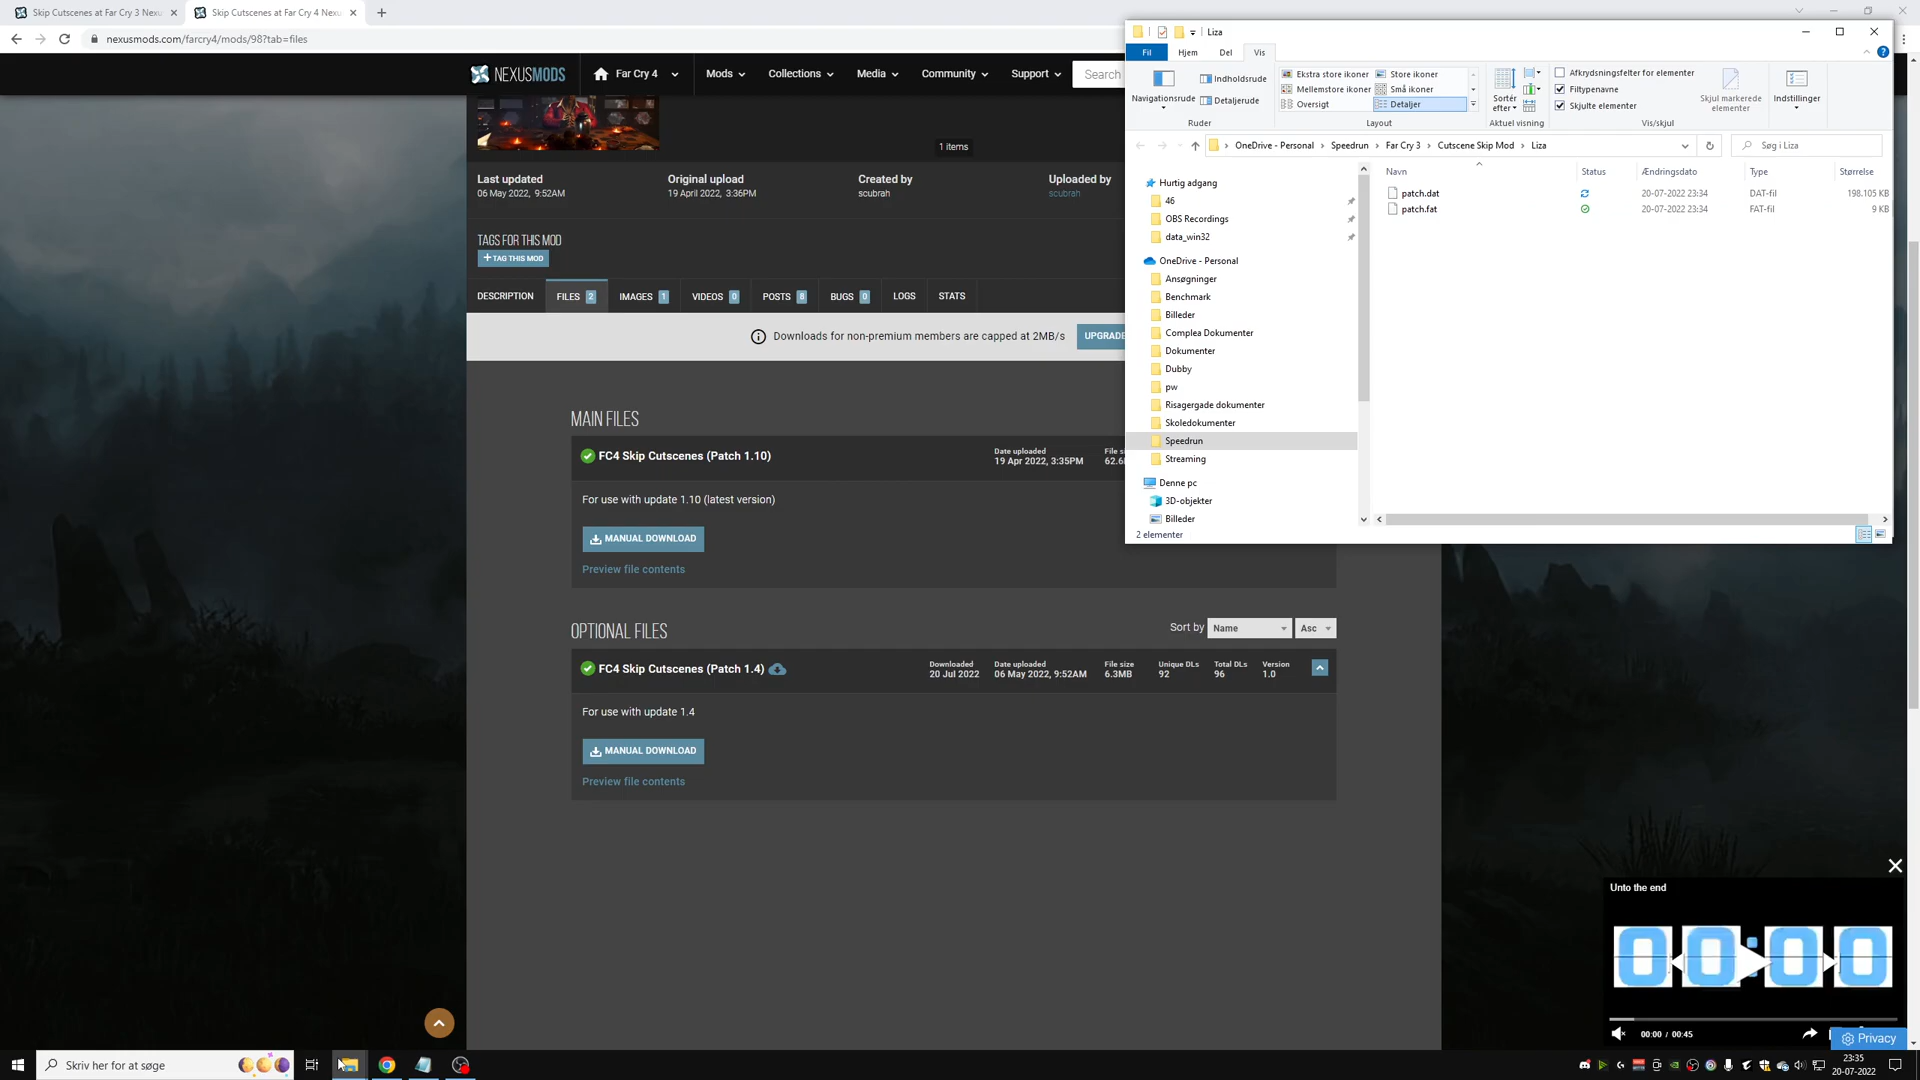 Skip Cutscenes at Far Cry 3 Nexu
Skip Cutscenes at Far Cry 4 Nexu
nexusmods.com/farcry4/mods/98?tab=files
NEXUSMODS
Far Cry 4
Mods
Collections
Media
Community
Support
Search
1 items
Last updated
06 May 2022, 9:52AM
Original upload
19 April 2022, 3:36PM
Created by
scubrah
Uploaded by
scubrah
TAGS FOR THIS MOD
TAG THIS MOD
DESCRIPTION
FILES 2
IMAGES 1
VIDEOS 0
POSTS 8
BUGS 0
LOGS
STATS
Downloads for non-premium members are capped at 2MB/s
UPGRADE
MAIN FILES
FC4 Skip Cutscenes (Patch 1.10)
Date uploaded
19 Apr 2022, 3:35PM
File s
62.6
For use with update 1.10 (latest version)
MANUAL DOWNLOAD
Preview file contents
OPTIONAL FILES
Sort by Name Asc
FC4 Skip Cutscenes (Patch 1.4)
Downloaded
20 Jul 2022
Date uploaded
06 May 2022, 9:52AM
File size
6.3MB
Unique DLs
92
Total DLs
96
Version
1.0
For use with update 1.4
MANUAL DOWNLOAD
Preview file contents
Liza
Fil
Hjem
Del
Vis
Navigationsrude
Indholdsrude
Detaljerude
Ruder
Ekstra store ikoner
Store ikoner
Mellemstore ikoner
Små ikoner
Oversigt
Detaljer
Layout
Sortér efter
Aktuel visning
Afkrydsningsfelter for elementer
Filtypenavne
Skjulte elementer
Skjul markerede elementer
Vis/skjul
Indstillinger
OneDrive - Personal
Speedrun
Far Cry 3
Cutscene Skip Mod
Liza
Søg i Liza
Navn
Status
Ændringsdato
Type
Størrelse
patch.dat
20-07-2022 23:34
DAT-fil
198.105 KB
patch.fat
20-07-2022 23:34
FAT-fil
9 KB
Hurtig adgang
46
OBS Recordings
data_win32
OneDrive - Personal
Ansøgninger
Benchmark
Billeder
Complea Dokumenter
Dokumenter
Dubby
pw
Risagergade dokumenter
Skoledokumenter
Speedrun
Streaming
Denne pc
3D-objekter
Billeder
2 elementer
Unto the end
00:00
00:00 / 00:45
Privacy
Skriv her for at søge
23:35
20-07-2022